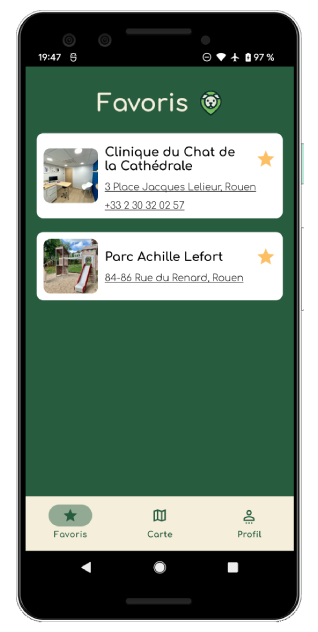 19:47 97 %
Favoris
Clinique du Chat de
la Cathédrale
3 Place Jacques Lelieur, Rouen
+33 2 30 32 02 57
Parc Achille Lefort
84-86 Rue du Renard, Rouen
Favoris Carte Profil